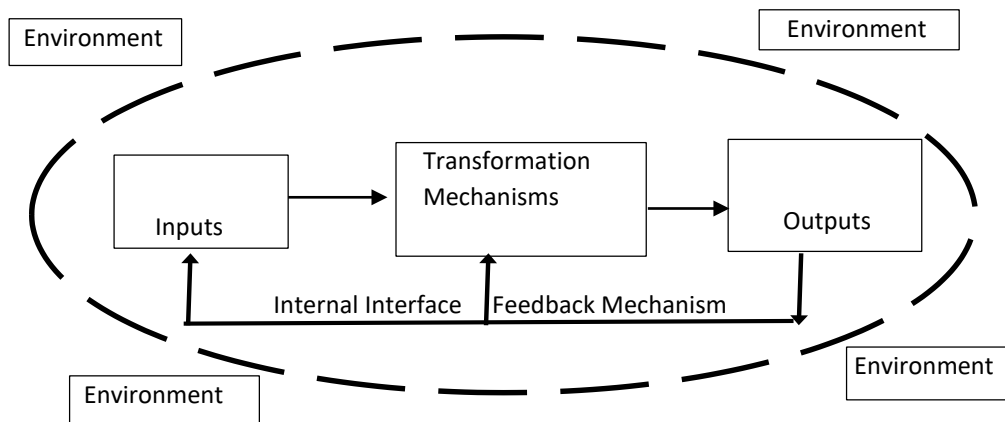 Environment
Environment
Transformation
Mechanisms
Inputs
Outputs
Internal Interface
Feedback Mechanism
Environment
Environment